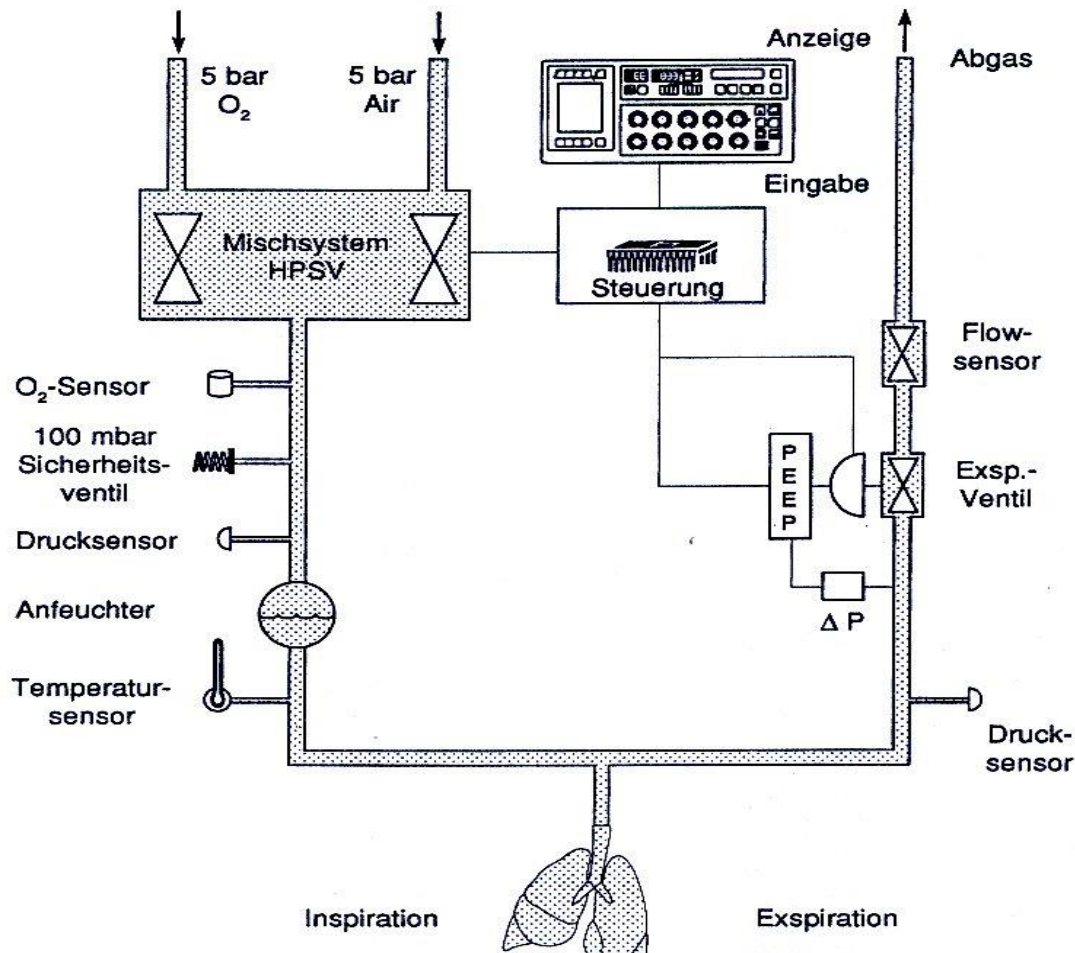 5 bar
O₂
5 bar
Air
Anzeige
Abgas
Eingabe
Mischsystem
HPSV
Steuerung
Flow-
sensor
O₂-Sensor
100 mbar
Sicherheits-
ventil
PEEP
Exsp.-
Ventil
Drucksensor
Anfeuchter
Δ P
Temperatur-
sensor
Druck-
sensor
Inspiration
Exspiration